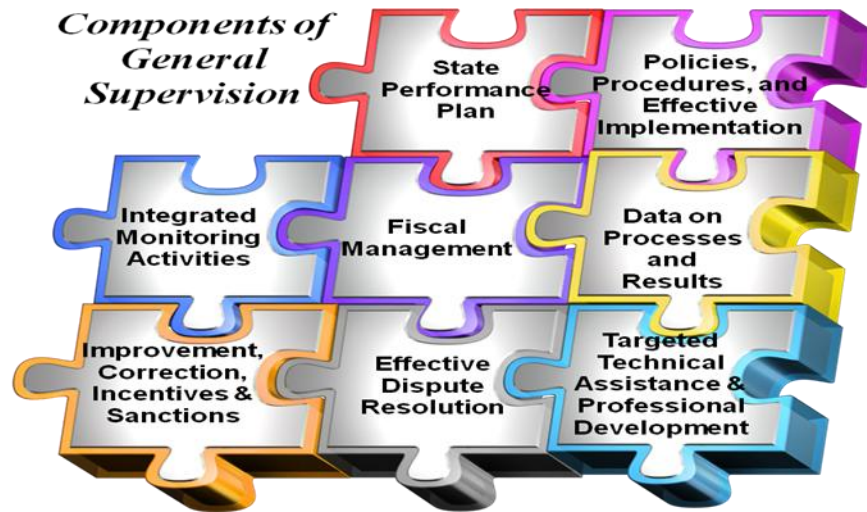 Components of
General
Supervision
State
Performance
Plan
Policies,
Procedures, and
Effective
Implementation
Integrated
Monitoring
Activities
Fiscal
Management
Data on
Processes
and
Results
Improvement,
Correction,
Incentives &
Sanctions
Effective
Dispute
Resolution
Targeted
Technical
Assistance &
Professional
Development